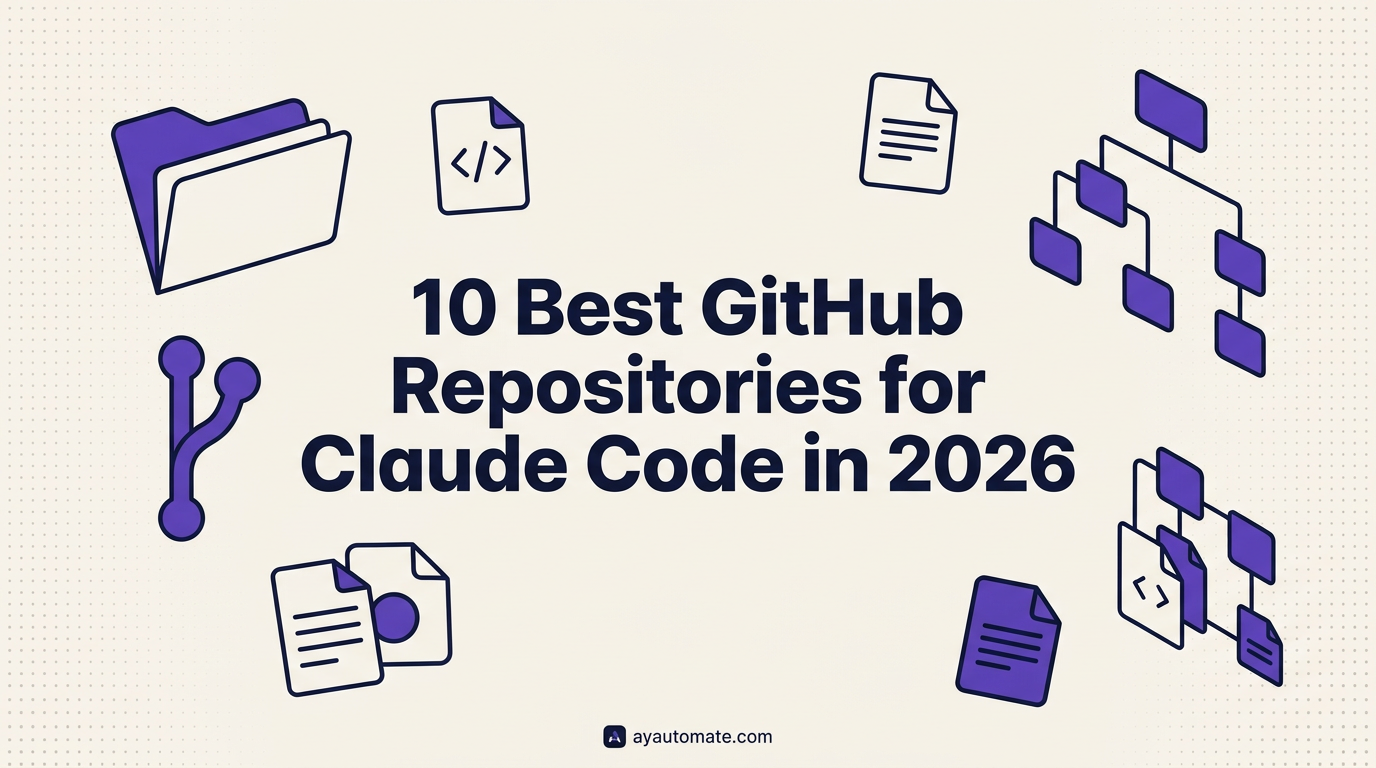 10 Best GitHub
Repositories for
Claude Code in 2026
</>
< >
ayautomate.com